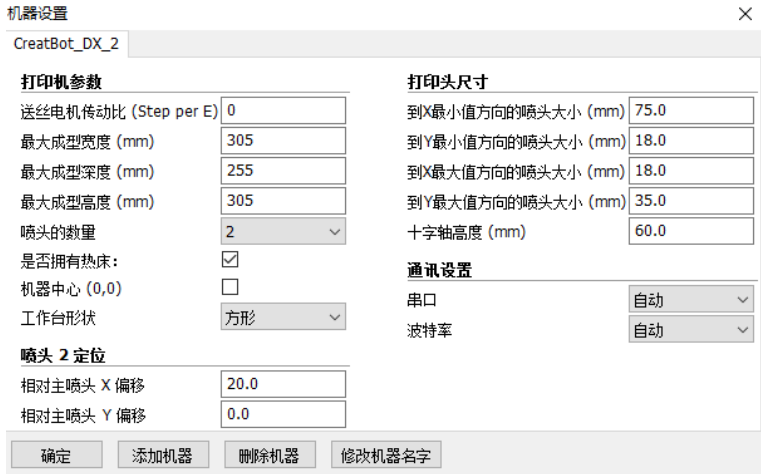 机器设置
CreatBot_DX_2
打印机参数
送丝电机传动比 (Step per E) 0
最大成型宽度 (mm) 305
最大成型深度 (mm) 255
最大成型高度 (mm) 305
喷头的数量 2
是否拥有热床:
机器中心 (0,0)
工作台形状 方形
喷头 2 定位
相对主喷头 X 偏移 20.0
相对主喷头 Y 偏移 0.0
打印头尺寸
到X最小值方向的喷头大小 (mm) 75.0
到Y最小值方向的喷头大小 (mm) 18.0
到X最大值方向的喷头大小 (mm) 18.0
到Y最大值方向的喷头大小 (mm) 35.0
十字轴高度 (mm) 60.0
通讯设置
串口 自动
波特率 自动
确定 添加机器 删除机器 修改机器名字